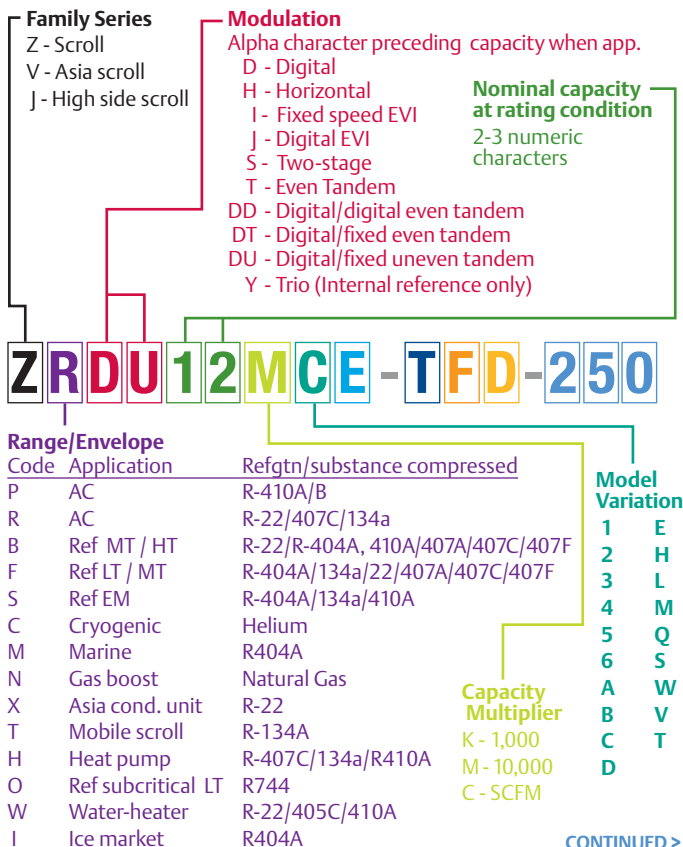 Family Series
Z - Scroll
V - Asia scroll
J - High side scroll
Modulation
Alpha character preceding capacity when app.
D - Digital
H - Horizontal
I - Fixed speed EVI
J - Digital EVI
S - Two-stage
T - Even Tandem
DD - Digital/digital even tandem
DT - Digital/fixed even tandem
DU - Digital/fixed uneven tandem
Y - Trio (Internal reference only)
Nominal capacity
at rating condition
2-3 numeric
characters
ZRDU12MCE-TFD-250
Range/Envelope
Code Application Refgtn/substance compressed
P AC R-410A/B
R AC R-22/407C/134a
B Ref MT / HT R-22/R-404A, 410A/407A/407C/407F
F Ref LT / MT R-404A/134a/22/407A/407C/407F
S Ref EM R-404A/134a/410A
C Cryogenic Helium
M Marine R404A
N Gas boost Natural Gas
X Asia cond. unit R-22
T Mobile scroll R-134A
H Heat pump R-407C/134a/R410A
O Ref subcritical LT R744
W Water-heater R-22/405C/410A
I Ice market R404A
Capacity
Multiplier
K - 1,000
M - 10,000
C - SCFM
Model
Variation
1 E
2 H
3 L
4 M
5 Q
6 S
A W
B V
C T
D
CONTINUED >